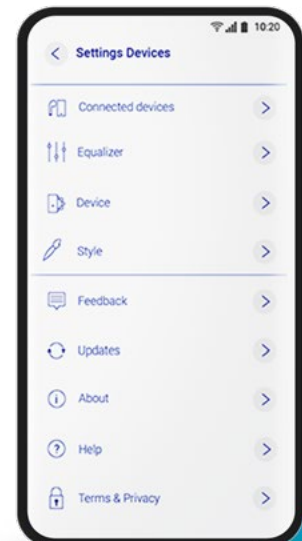 10:20
Settings Devices
Connected devices
Equalizer
Device
Style
Feedback
Updates
About
Help
Terms & Privacy